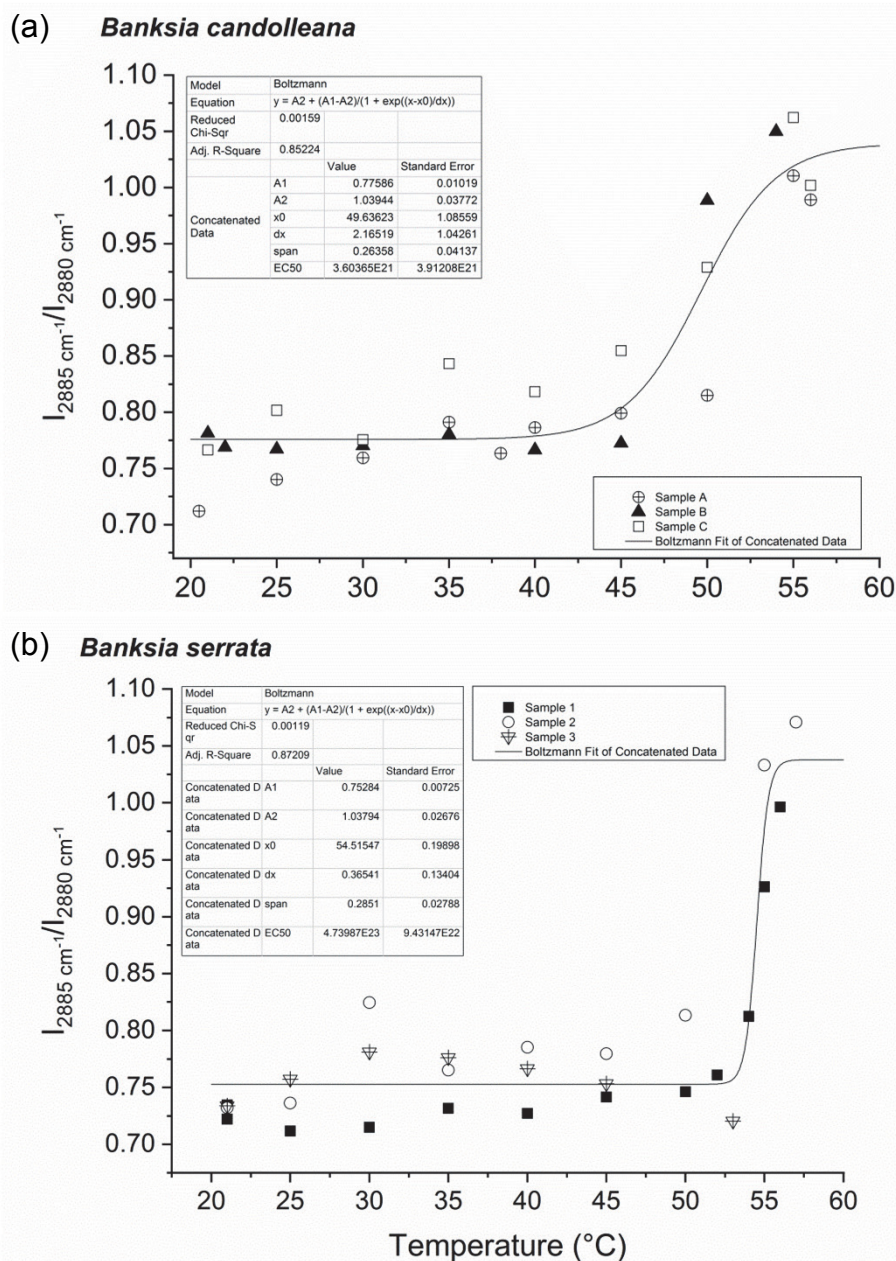 (a) Banksia candolleana
1.10
1.05
1.00
0.95
0.90
0.85
0.80
0.75
0.70
I2885 cm-1/I2880 cm-1
Model Boltzmann
Equation y = A2 + (A1-A2)/(1 + exp((x-x0)/dx))
Reduced Chi-Sqr 0.00159
Adj. R-Square 0.85224
Value Standard Error
Concatenated Data
A1 0.77586 0.01019
A2 1.03944 0.03772
x0 49.63623 1.08559
dx 2.16519 1.04261
span 0.26358 0.04137
EC50 3.60365E21 3.91208E21
Sample A
Sample B
Sample C
Boltzmann Fit of Concatenated Data
20 25 30 35 40 45 50 55 60
(b) Banksia serrata
1.10
1.05
1.00
0.95
0.90
0.85
0.80
0.75
0.70
I2885 cm-1/I2880 cm-1
Model Boltzmann
Equation y = A2 + (A1-A2)/(1 + exp((x-x0)/dx))
Reduced Chi-S
qr 0.00119
Adj. R-Square 0.87209
Value Standard Error
Concatenated D
ata A1 0.75284 0.00725
Concatenated D
ata A2 1.03794 0.02676
Concatenated D
ata x0 54.51547 0.19898
Concatenated D
ata dx 0.36541 0.13404
Concatenated D
ata span 0.2851 0.02788
Concatenated D
ata EC50 4.73987E23 9.43147E22
Sample 1
Sample 2
Sample 3
Boltzmann Fit of Concatenated Data
20 25 30 35 40 45 50 55 60
Temperature (°C)